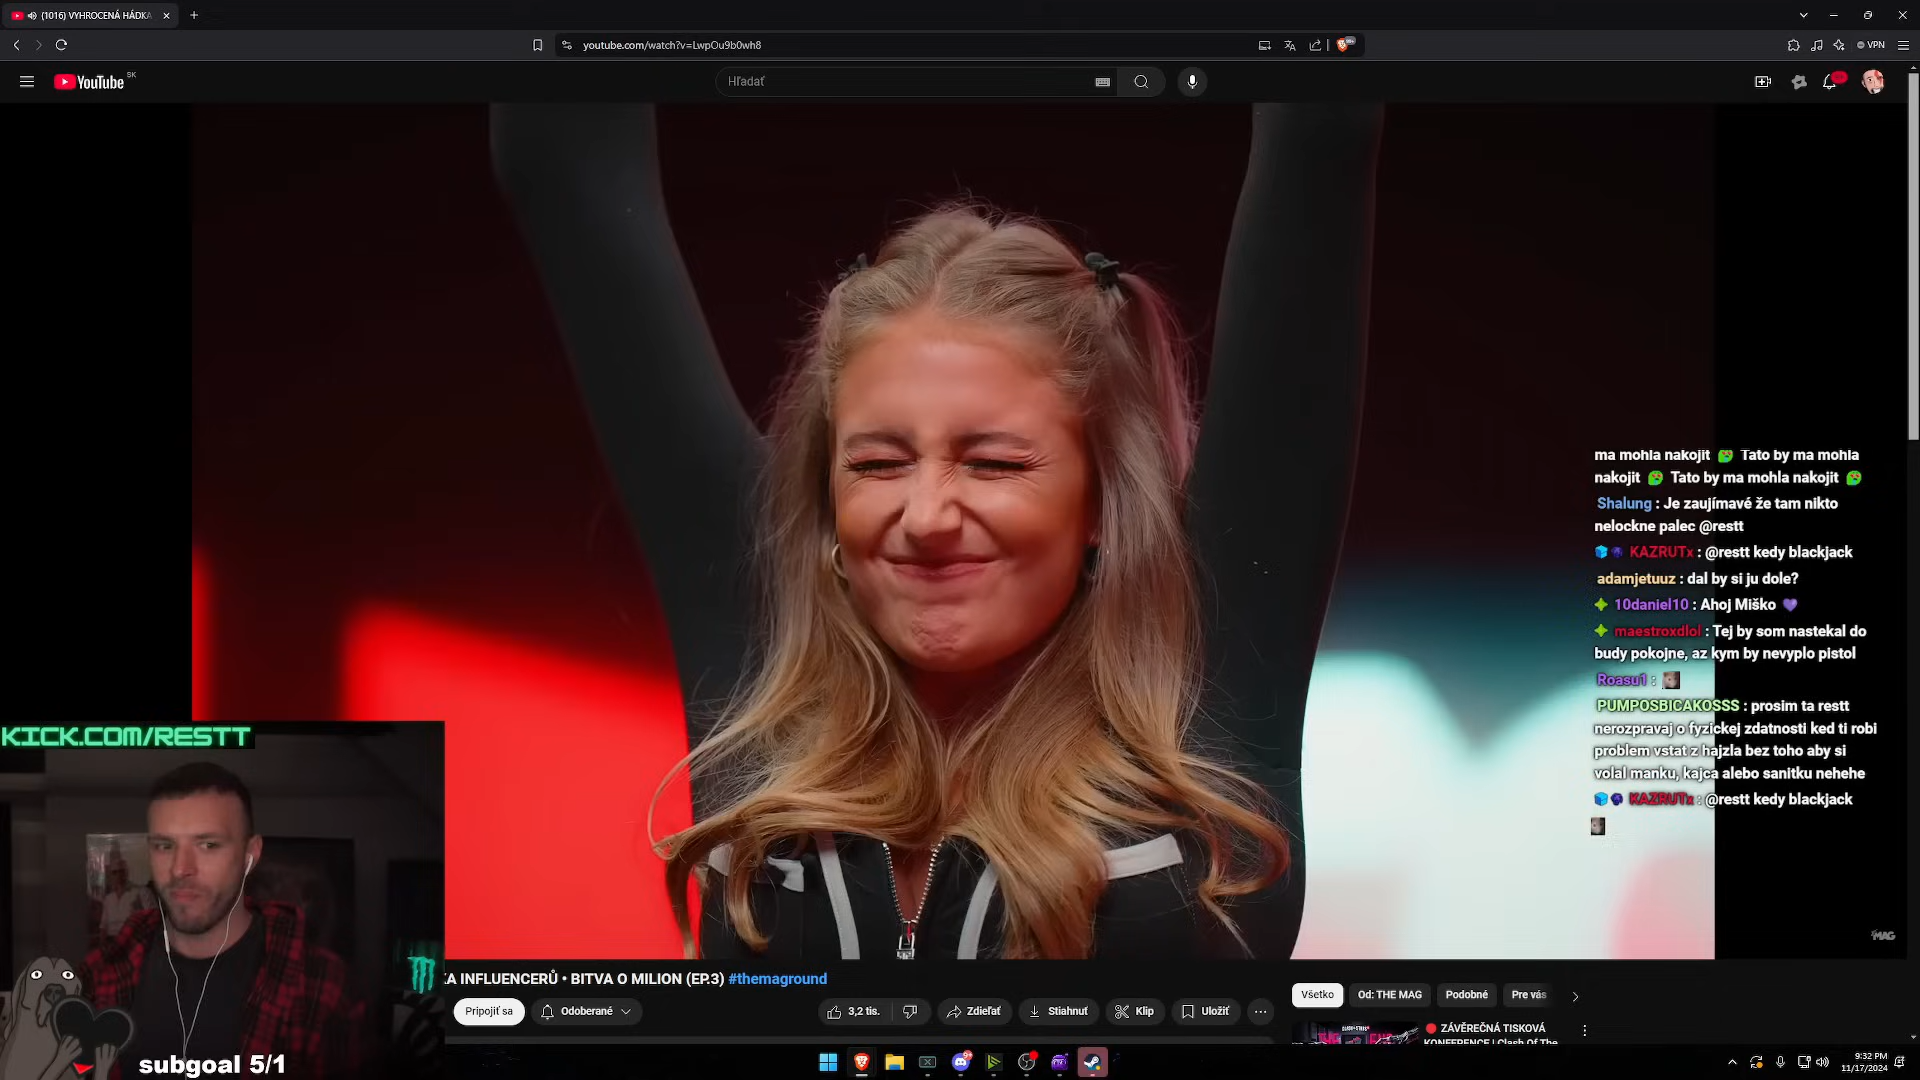 (1016) VYHROCENÁ HÁDKA
youtube.com/watch?v=LwpOu9b0wh8
VPN
YouTube SK
Hľadať
ma mohla nakojit Tato by ma mohla
nakojit Tato by ma mohla nakojit
Shalung : Je zaujímavé že tam nikto
nelockne palec @restt
KAZRUTx : @restt kedy blackjack
adamjetuuz : dal by si ju dole?
10daniel10 : Ahoj Miško
maestroxdlol : Tej by som nastekal do
budy pokojne, az kym by nevyplo pistol
Roasu1 :
PUMPOSBICAKOSSS : prosim ta restt
nerozpravaj o fyzickej zdatnosti ked ti robi
problem vstat z hajzla bez toho aby si
volal manku, kajca alebo sanitku nehehe
KAZRUTx : @restt kedy blackjack
KICK.COM/RESTT
MAG
KA INFLUENCERŮ • BITVA O MILION (EP.3) #themaground
Pripojiť sa
Odoberané
3,2 tis.
Zdieľať
Stiahnuť
Klip
Uložiť
Všetko
Od: THE MAG
Podobné
Pre vás
ZÁVĚREČNÁ TISKOVÁ
KONFERENCE | Clash Of The
subgoal 5/1
9:32 PM
11/17/2024